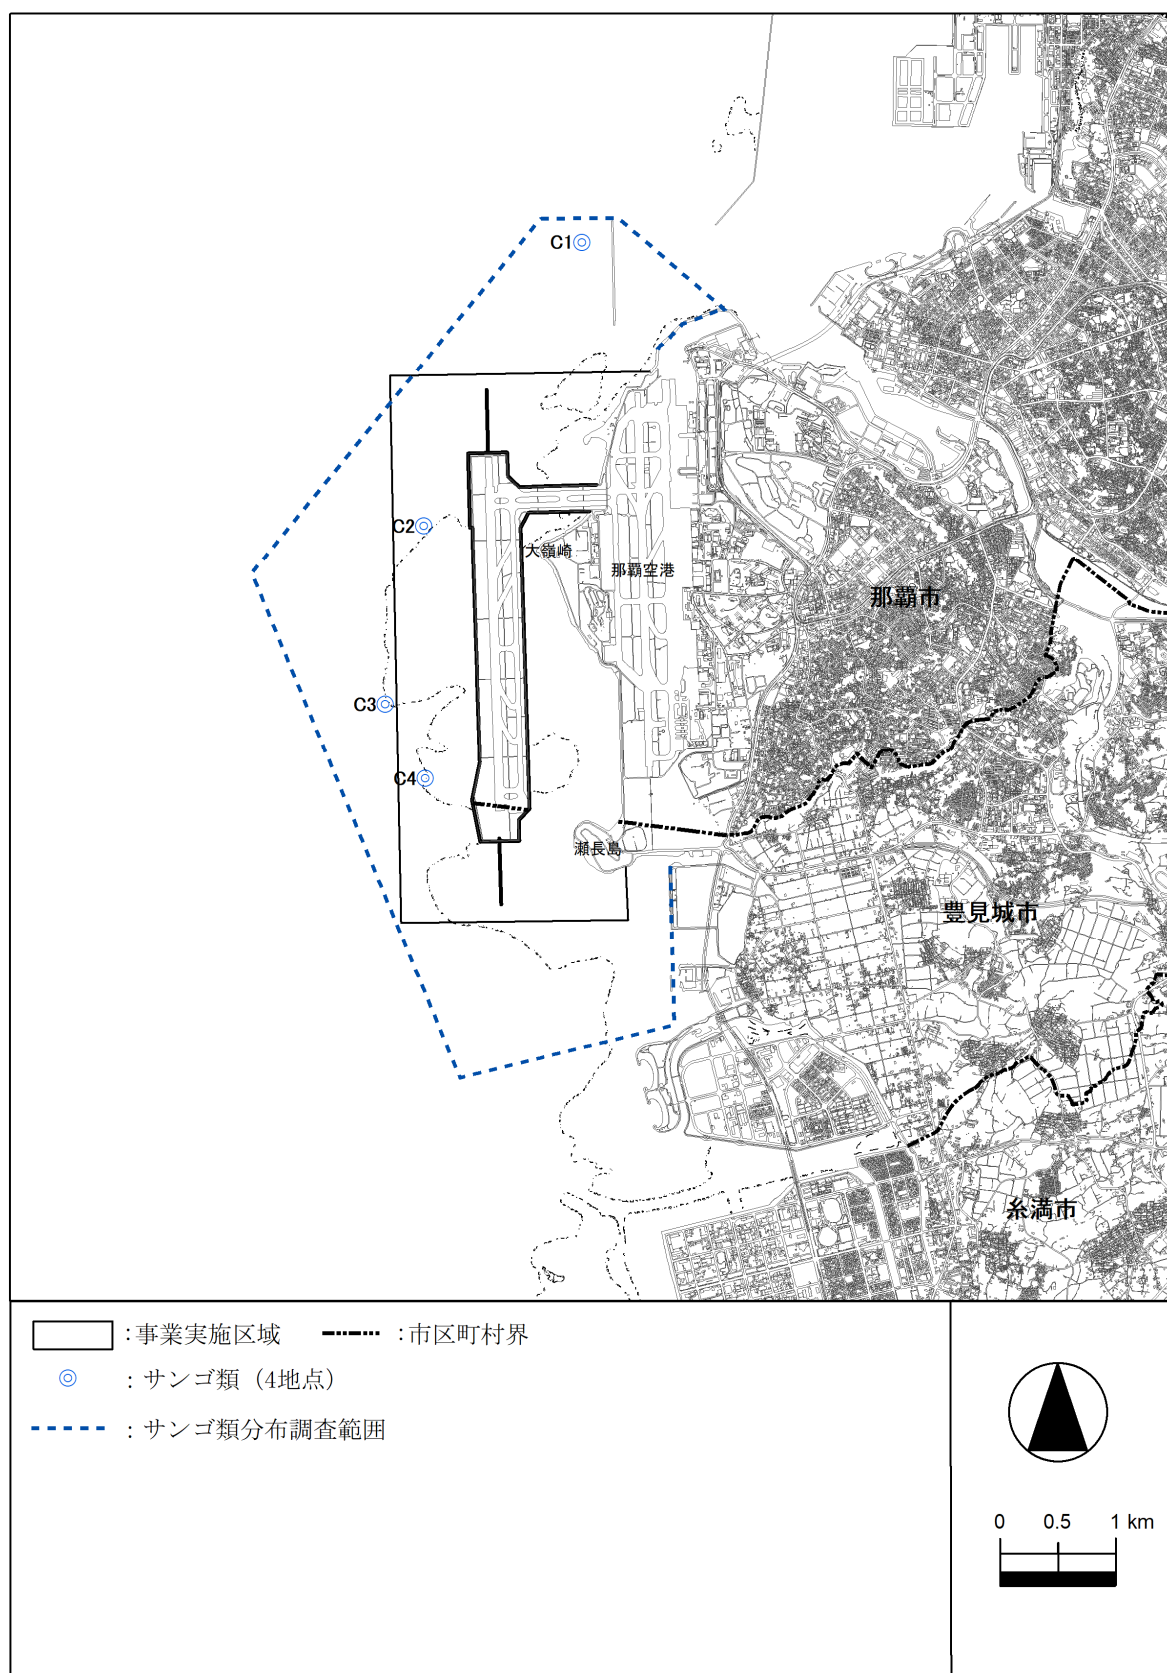 C1
C2
大嶺崎
那覇空港
那覇市
C3
C4
瀬長島
豊見城市
糸満市
:事業実施区域 :市区町村界
:サンゴ類(4地点)
:サンゴ類分布調査範囲
0 0.5 1 km